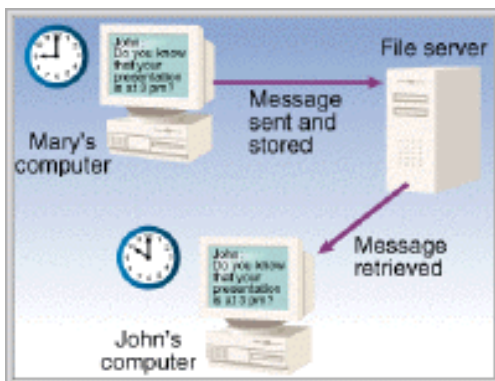 John:
Do you know
that your
presentation
is at 3 pm?
File server
Message
sent and
stored
Mary's
computer
Message
retrieved
John:
Do you know
that your
presentation
is at 3 pm?
John's
computer